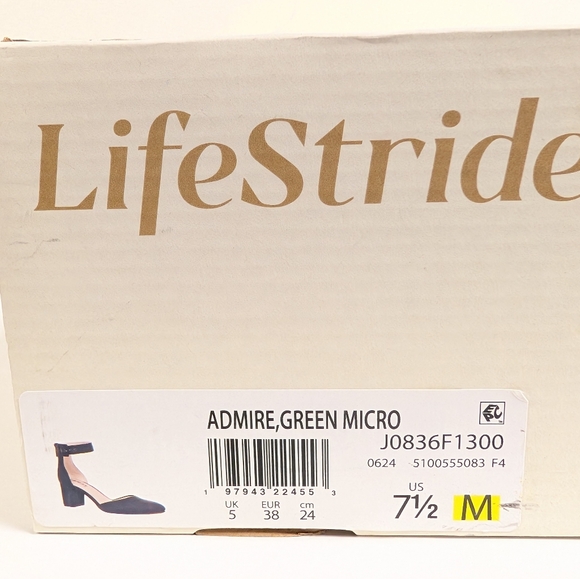 LifeStride
ADMIRE,GREEN MICRO
J0836F1300
0624 5100555083 F4
1 97943 22455 3
UK EUR cm
5 38 24
US
7½ M